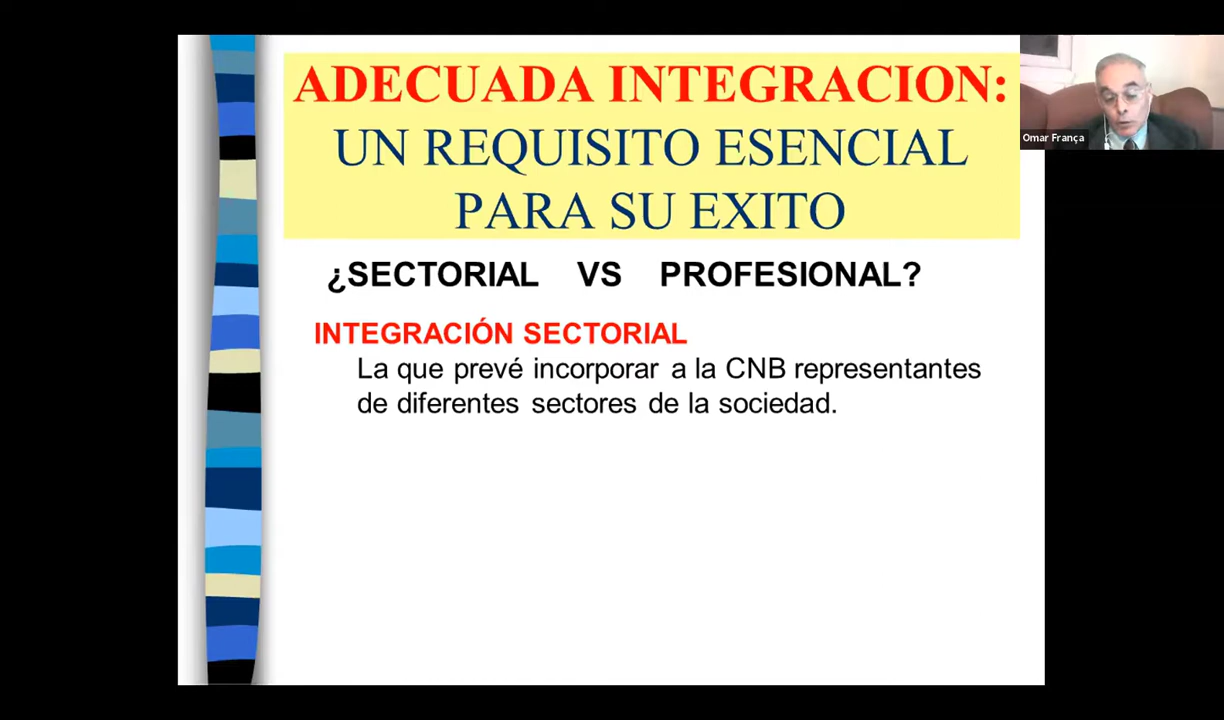 ADECUADA INTEGRACION:
UN REQUISITO ESENCIAL
PARA SU EXITO
¿SECTORIAL VS PROFESIONAL?
INTEGRACIÓN SECTORIAL
La que prevé incorporar a la CNB representantes
de diferentes sectores de la sociedad.
Omar França